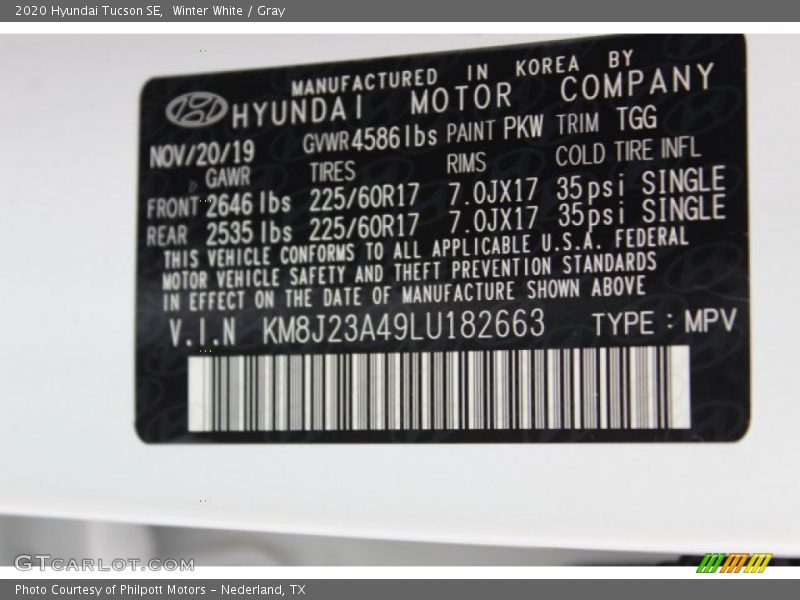 2020 Hyundai Tucson SE, Winter White / Gray
MANUFACTURED IN KOREA BY
HYUNDAI MOTOR COMPANY
NOV/20/19 GVWR 4586 lbs PAINT PKW TRIM TGG
GAWR TIRES RIMS COLD TIRE INFL
FRONT 2646 lbs 225/60R17 7.0JX17 35psi SINGLE
REAR 2535 lbs 225/60R17 7.0JX17 35psi SINGLE
THIS VEHICLE CONFORMS TO ALL APPLICABLE U.S.A. FEDERAL
MOTOR VEHICLE SAFETY AND THEFT PREVENTION STANDARDS
IN EFFECT ON THE DATE OF MANUFACTURE SHOWN ABOVE
V.I.N KM8J23A49LU182663 TYPE : MPV
GTCARLOT.COM
Photo Courtesy of Philpott Motors - Nederland, TX